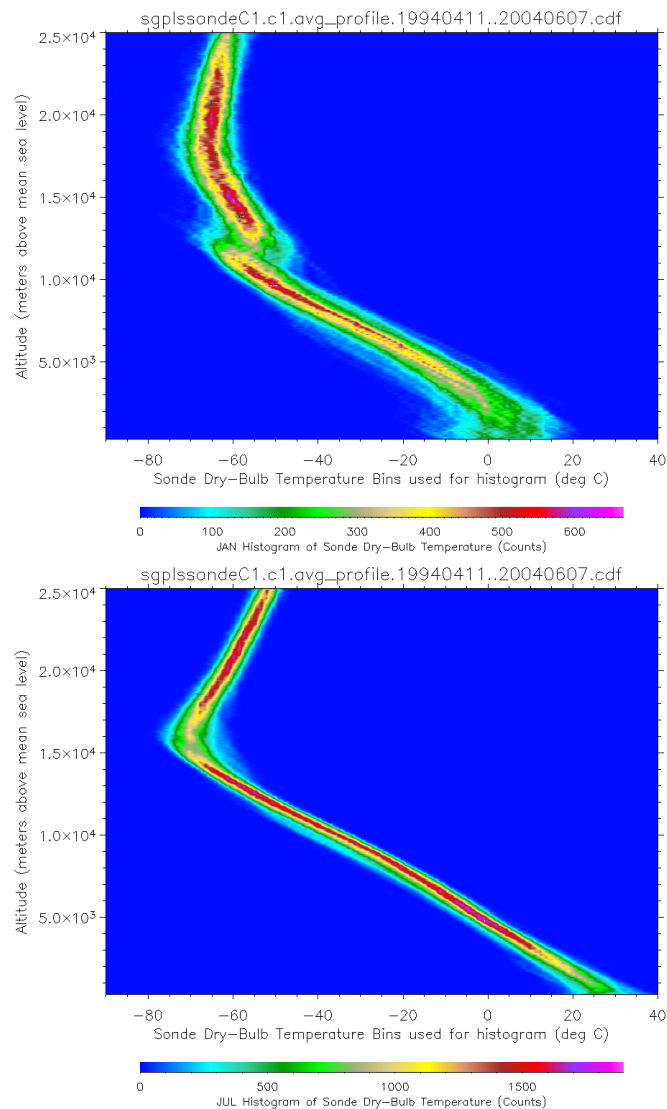 sgplssondeC1.c1.avg_profile.19940411..20040607.cdf
2.5×10⁴
2.0×10⁴
1.5×10⁴
1.0×10⁴
5.0×10³
Altitude (meters above mean sea level)
−80 −60 −40 −20 0 20 40
Sonde Dry−Bulb Temperature Bins used for histogram (deg C)
0 100 200 300 400 500 600
JAN Histogram of Sonde Dry−Bulb Temperature (Counts)
sgplssondeC1.c1.avg_profile.19940411..20040607.cdf
2.5×10⁴
2.0×10⁴
1.5×10⁴
1.0×10⁴
5.0×10³
Altitude (meters above mean sea level)
−80 −60 −40 −20 0 20 40
Sonde Dry−Bulb Temperature Bins used for histogram (deg C)
0 500 1000 1500
JUL Histogram of Sonde Dry−Bulb Temperature (Counts)